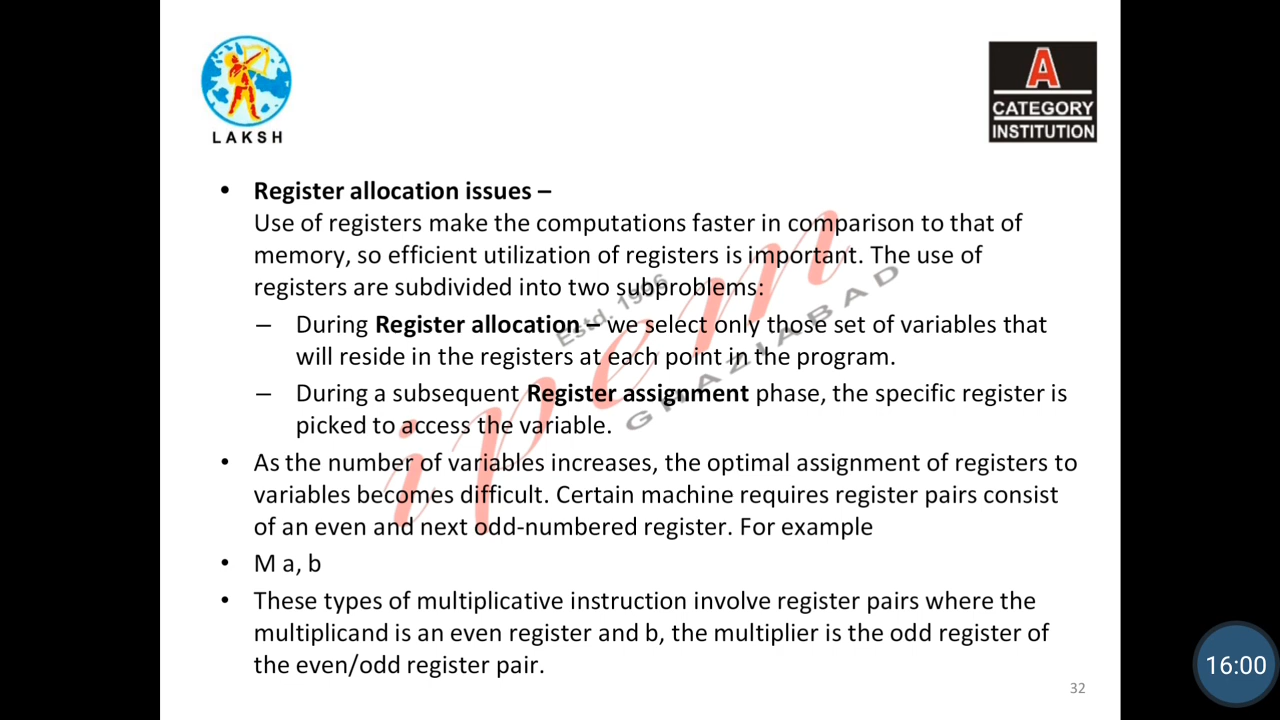 LAKSH
A
CATEGORY
INSTITUTION
• Register allocation issues –
Use of registers make the computations faster in comparison to that of
memory, so efficient utilization of registers is important. The use of
registers are subdivided into two subproblems:
– During Register allocation – we select only those set of variables that
will reside in the registers at each point in the program.
– During a subsequent Register assignment phase, the specific register is
picked to access the variable.
• As the number of variables increases, the optimal assignment of registers to
variables becomes difficult. Certain machine requires register pairs consist
of an even and next odd-numbered register. For example
• M a, b
• These types of multiplicative instruction involve register pairs where the
multiplicand is an even register and b, the multiplier is the odd register of
the even/odd register pair.
ipem
Estd. 1996
GHAZIABAD
32
16:00